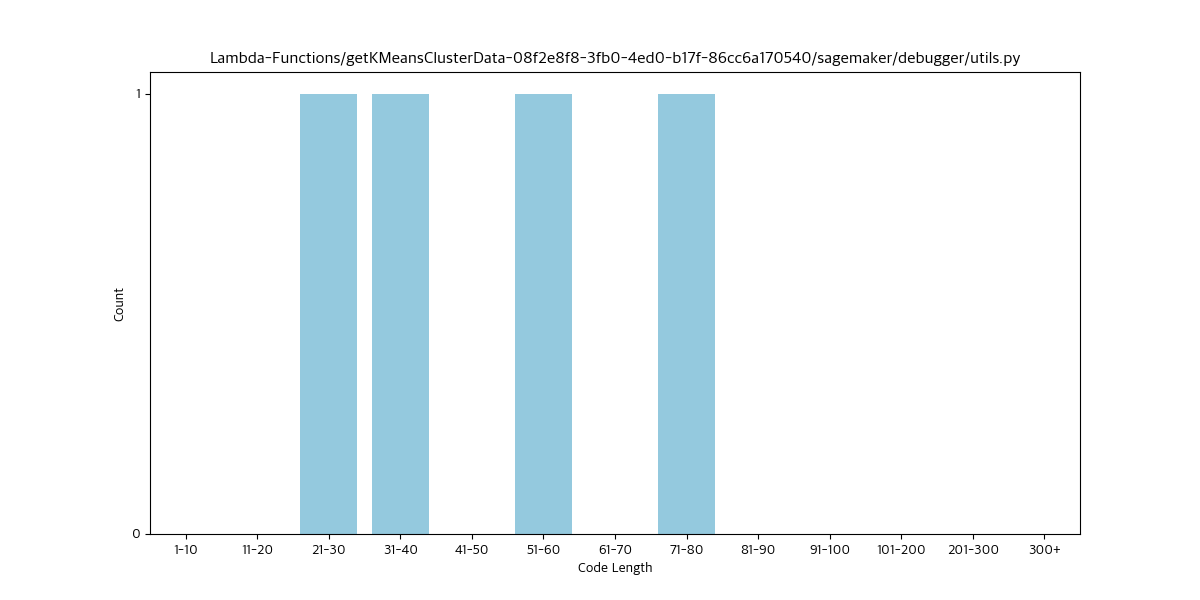 Lambda-Functions/getKMeansClusterData-08f2e8f8-3fb0-4ed0-b17f-86cc6a170540/sagemaker/debugger/utils.py
1
Count
0
1-10 11-20 21-30 31-40 41-50 51-60 61-70 71-80 81-90 91-100 101-200 201-300 300+
Code Length